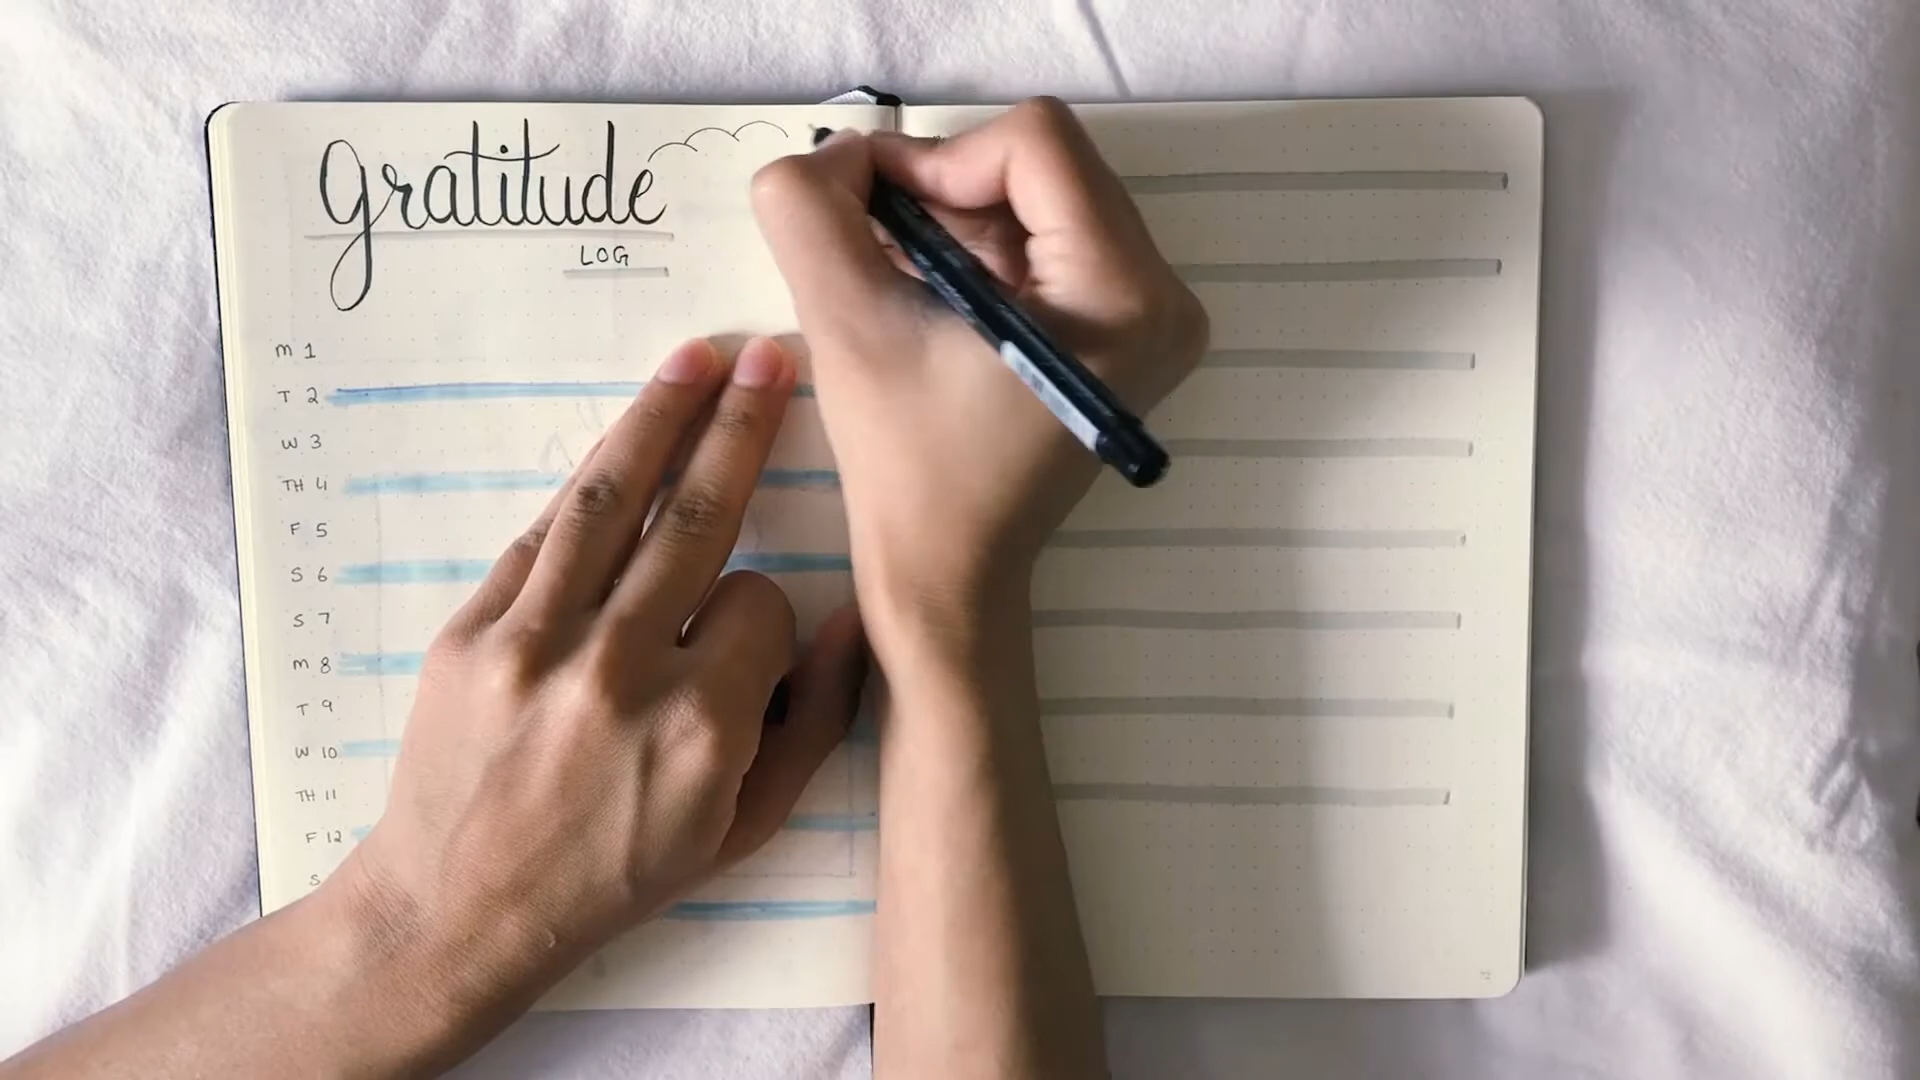 gratitude
LOG
M 1
T 2
W 3
TH 4
F 5
S 6
S 7
M 8
T 9
W 10
TH 11
F 12
S